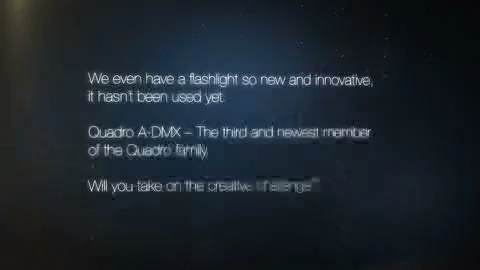 We even have a flashlight so new and innovative,
it hasn't been used yet.
Quadro A-DMX – The third and newest member
of the Quadro family.
Will you take on the creative challenge